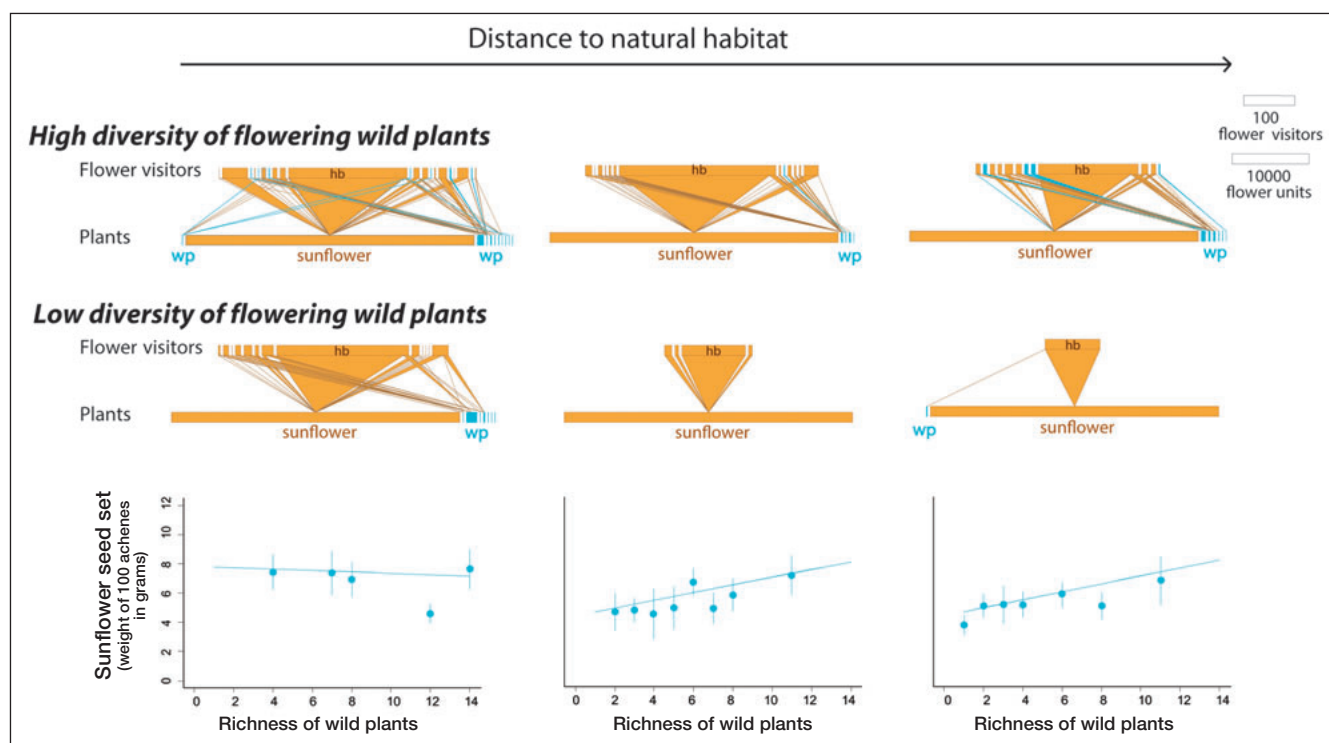 Distance to natural habitat
100
flower visitors
10000
flower units
High diversity of flowering wild plants
Flower visitors
hb
hb
hb
Plants
wp
sunflower
wp
sunflower
wp
sunflower
wp
Low diversity of flowering wild plants
Flower visitors
hb
hb
hb
Plants
sunflower
wp
sunflower
wp
sunflower
Sunflower seed set
(weight of 100 achenes
in grams)
12
10
8
6
4
2
0
0 2 4 6 8 10 12 14
0 2 4 6 8 10 12 14
0 2 4 6 8 10 12 14
Richness of wild plants
Richness of wild plants
Richness of wild plants